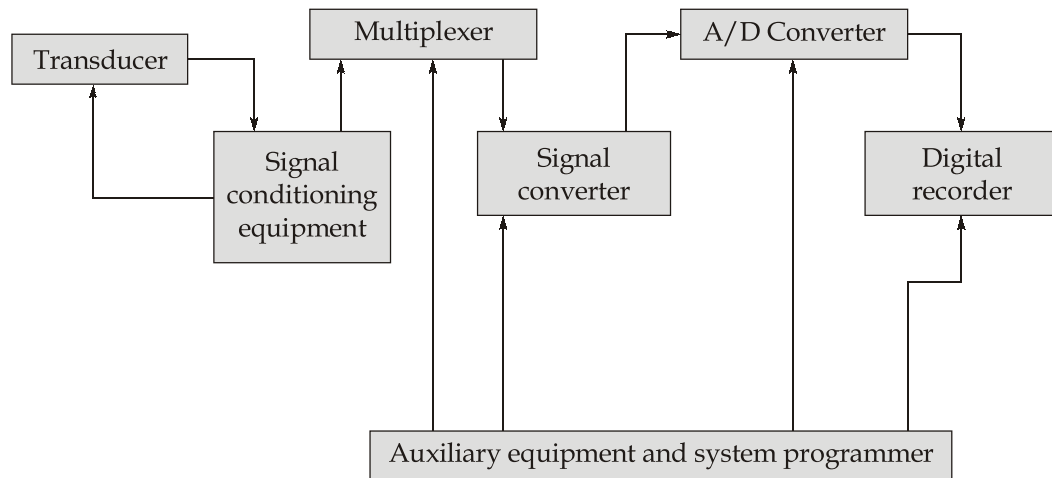 Transducer
Signal
conditioning
equipment
Multiplexer
Signal
converter
A/D Converter
Digital
recorder
Auxiliary equipment and system programmer